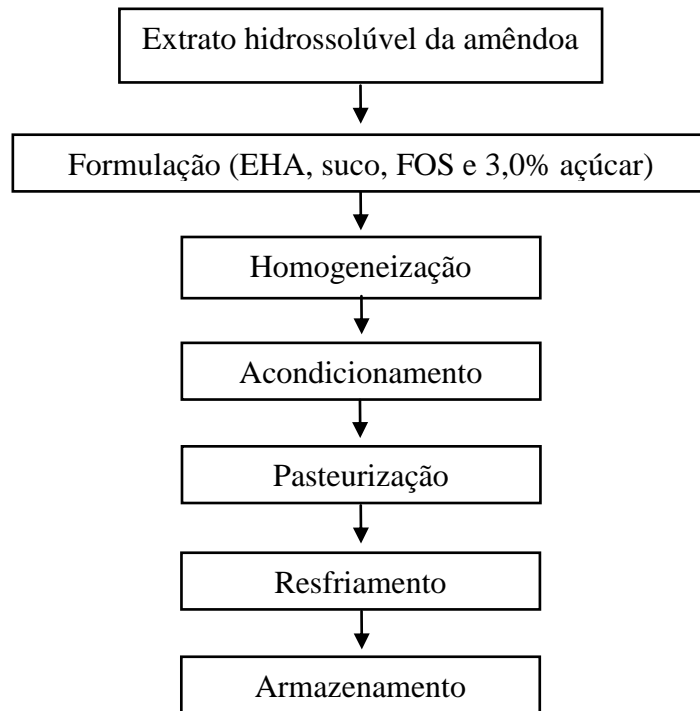 Extrato hidrossolúvel da amêndoa
Formulação (EHA, suco, FOS e 3,0% açúcar)
Homogeneização
Acondicionamento
Pasteurização
Resfriamento
Armazenamento